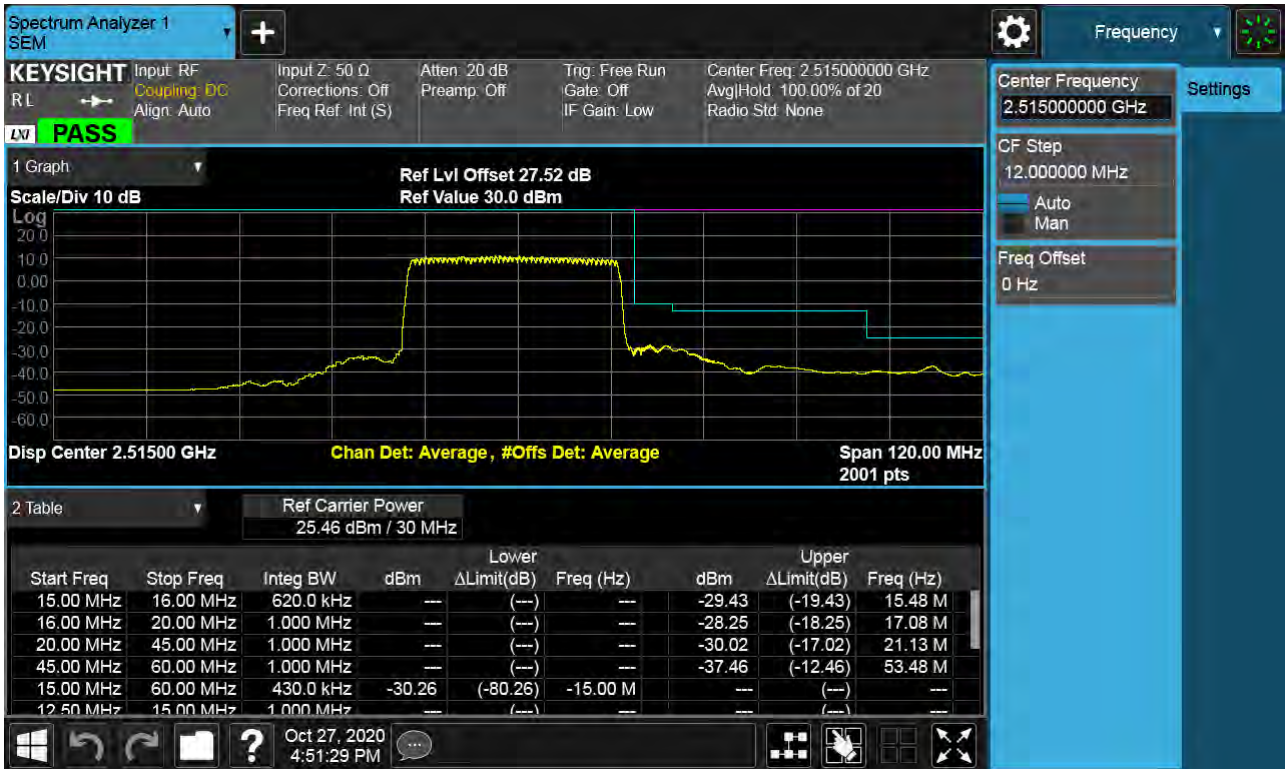 Spectrum Analyzer 1
SEM
+
Frequency
KEYSIGHT
RL
LXI
PASS
Input: RF
Coupling: DC
Align: Auto
Input Z: 50 Ω
Corrections: Off
Freq Ref: Int (S)
Atten: 20 dB
Preamp: Off
Trig: Free Run
Gate: Off
IF Gain: Low
Center Freq: 2.515000000 GHz
Avg|Hold: 100.00% of 20
Radio Std: None
Center Frequency
2.515000000 GHz
Settings
CF Step
12.000000 MHz
Auto
Man
Freq Offset
0 Hz
1 Graph
Scale/Div 10 dB
Ref Lvl Offset 27.52 dB
Ref Value 30.0 dBm
Log
20.0
10.0
0.00
-10.0
-20.0
-30.0
-40.0
-50.0
-60.0
Disp Center 2.51500 GHz
Chan Det: Average, #Offs Det: Average
Span 120.00 MHz
2001 pts
2 Table
Ref Carrier Power
25.46 dBm / 30 MHz
Lower Upper
Start Freq Stop Freq Integ BW dBm ΔLimit(dB) Freq (Hz) dBm ΔLimit(dB) Freq (Hz)
15.00 MHz 16.00 MHz 620.0 kHz --- (---) --- -29.43 (-19.43) 15.48 M
16.00 MHz 20.00 MHz 1.000 MHz --- (---) --- -28.25 (-18.25) 17.08 M
20.00 MHz 45.00 MHz 1.000 MHz --- (---) --- -30.02 (-17.02) 21.13 M
45.00 MHz 60.00 MHz 1.000 MHz --- (---) --- -37.46 (-12.46) 53.48 M
15.00 MHz 60.00 MHz 430.0 kHz -30.26 (-80.26) -15.00 M --- (---) ---
12.50 MHz 15.00 MHz 1.000 MHz --- (---) --- --- (---) ---
?
Oct 27, 2020
4:51:29 PM